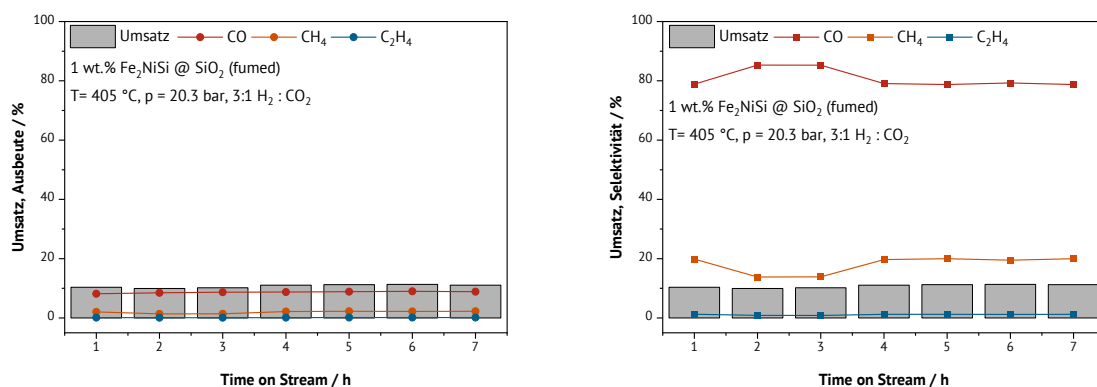 Umsatz CO CH₄ C₂H₄
1 wt.% Fe₂NiSi @ SiO₂ (fumed)
T= 405 °C, p = 20.3 bar, 3:1 H₂ : CO₂
Umsatz, Ausbeute / %
100
80
60
40
20
0
1 2 3 4 5 6 7
Time on Stream / h
Umsatz CO CH₄ C₂H₄
1 wt.% Fe₂NiSi @ SiO₂ (fumed)
T= 405 °C, p = 20.3 bar, 3:1 H₂ : CO₂
Umsatz, Selektivität / %
100
80
60
40
20
0
1 2 3 4 5 6 7
Time on Stream / h